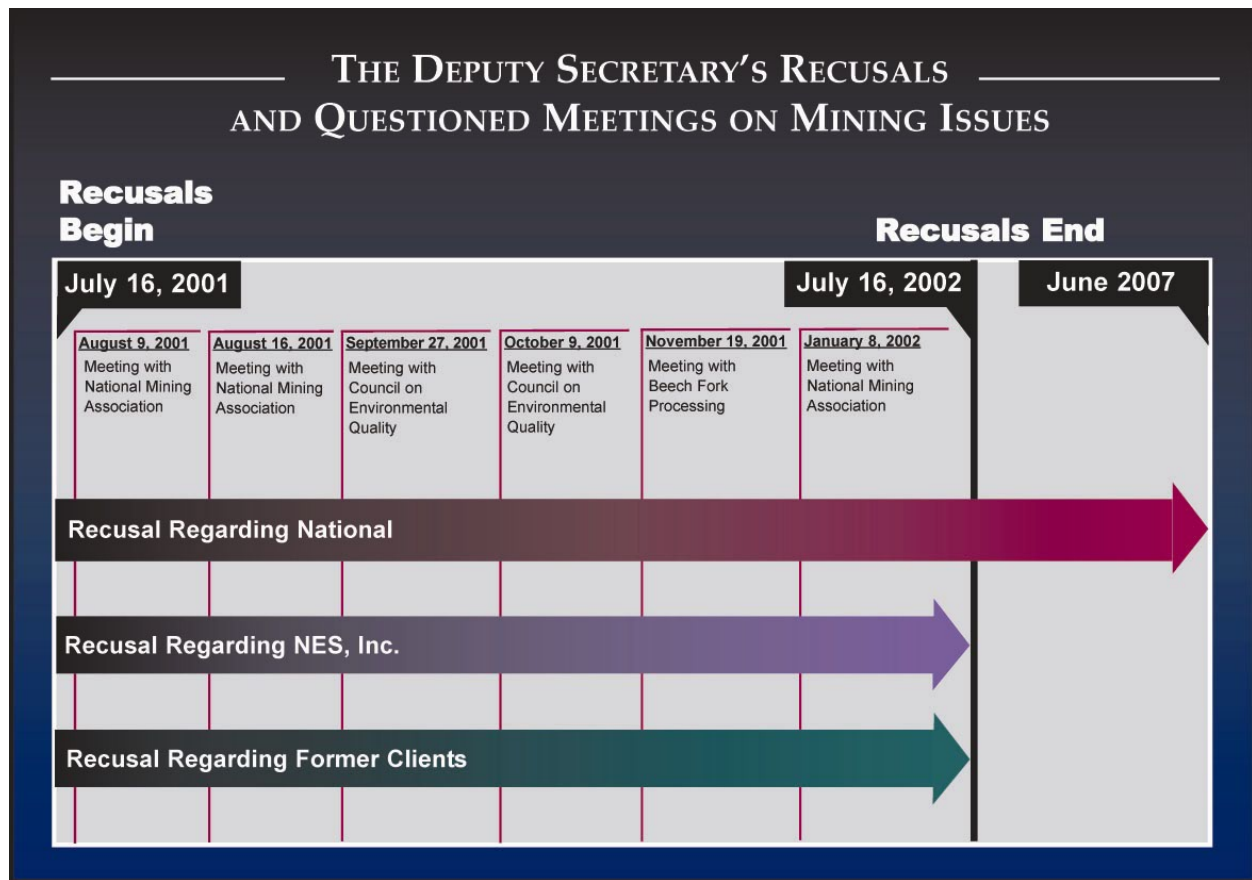 THE DEPUTY SECRETARY'S RECUSALS
AND QUESTIONED MEETINGS ON MINING ISSUES
Recusals
Begin
Recusals End
July 16, 2001
July 16, 2002
June 2007
August 9, 2001
Meeting with
National Mining
Association
August 16, 2001
Meeting with
National Mining
Association
September 27, 2001
Meeting with
Council on
Environmental
Quality
October 9, 2001
Meeting with
Council on
Environmental
Quality
November 19, 2001
Meeting with
Beech Fork
Processing
January 8, 2002
Meeting with
National Mining
Association
Recusal Regarding National
Recusal Regarding NES, Inc.
Recusal Regarding Former Clients